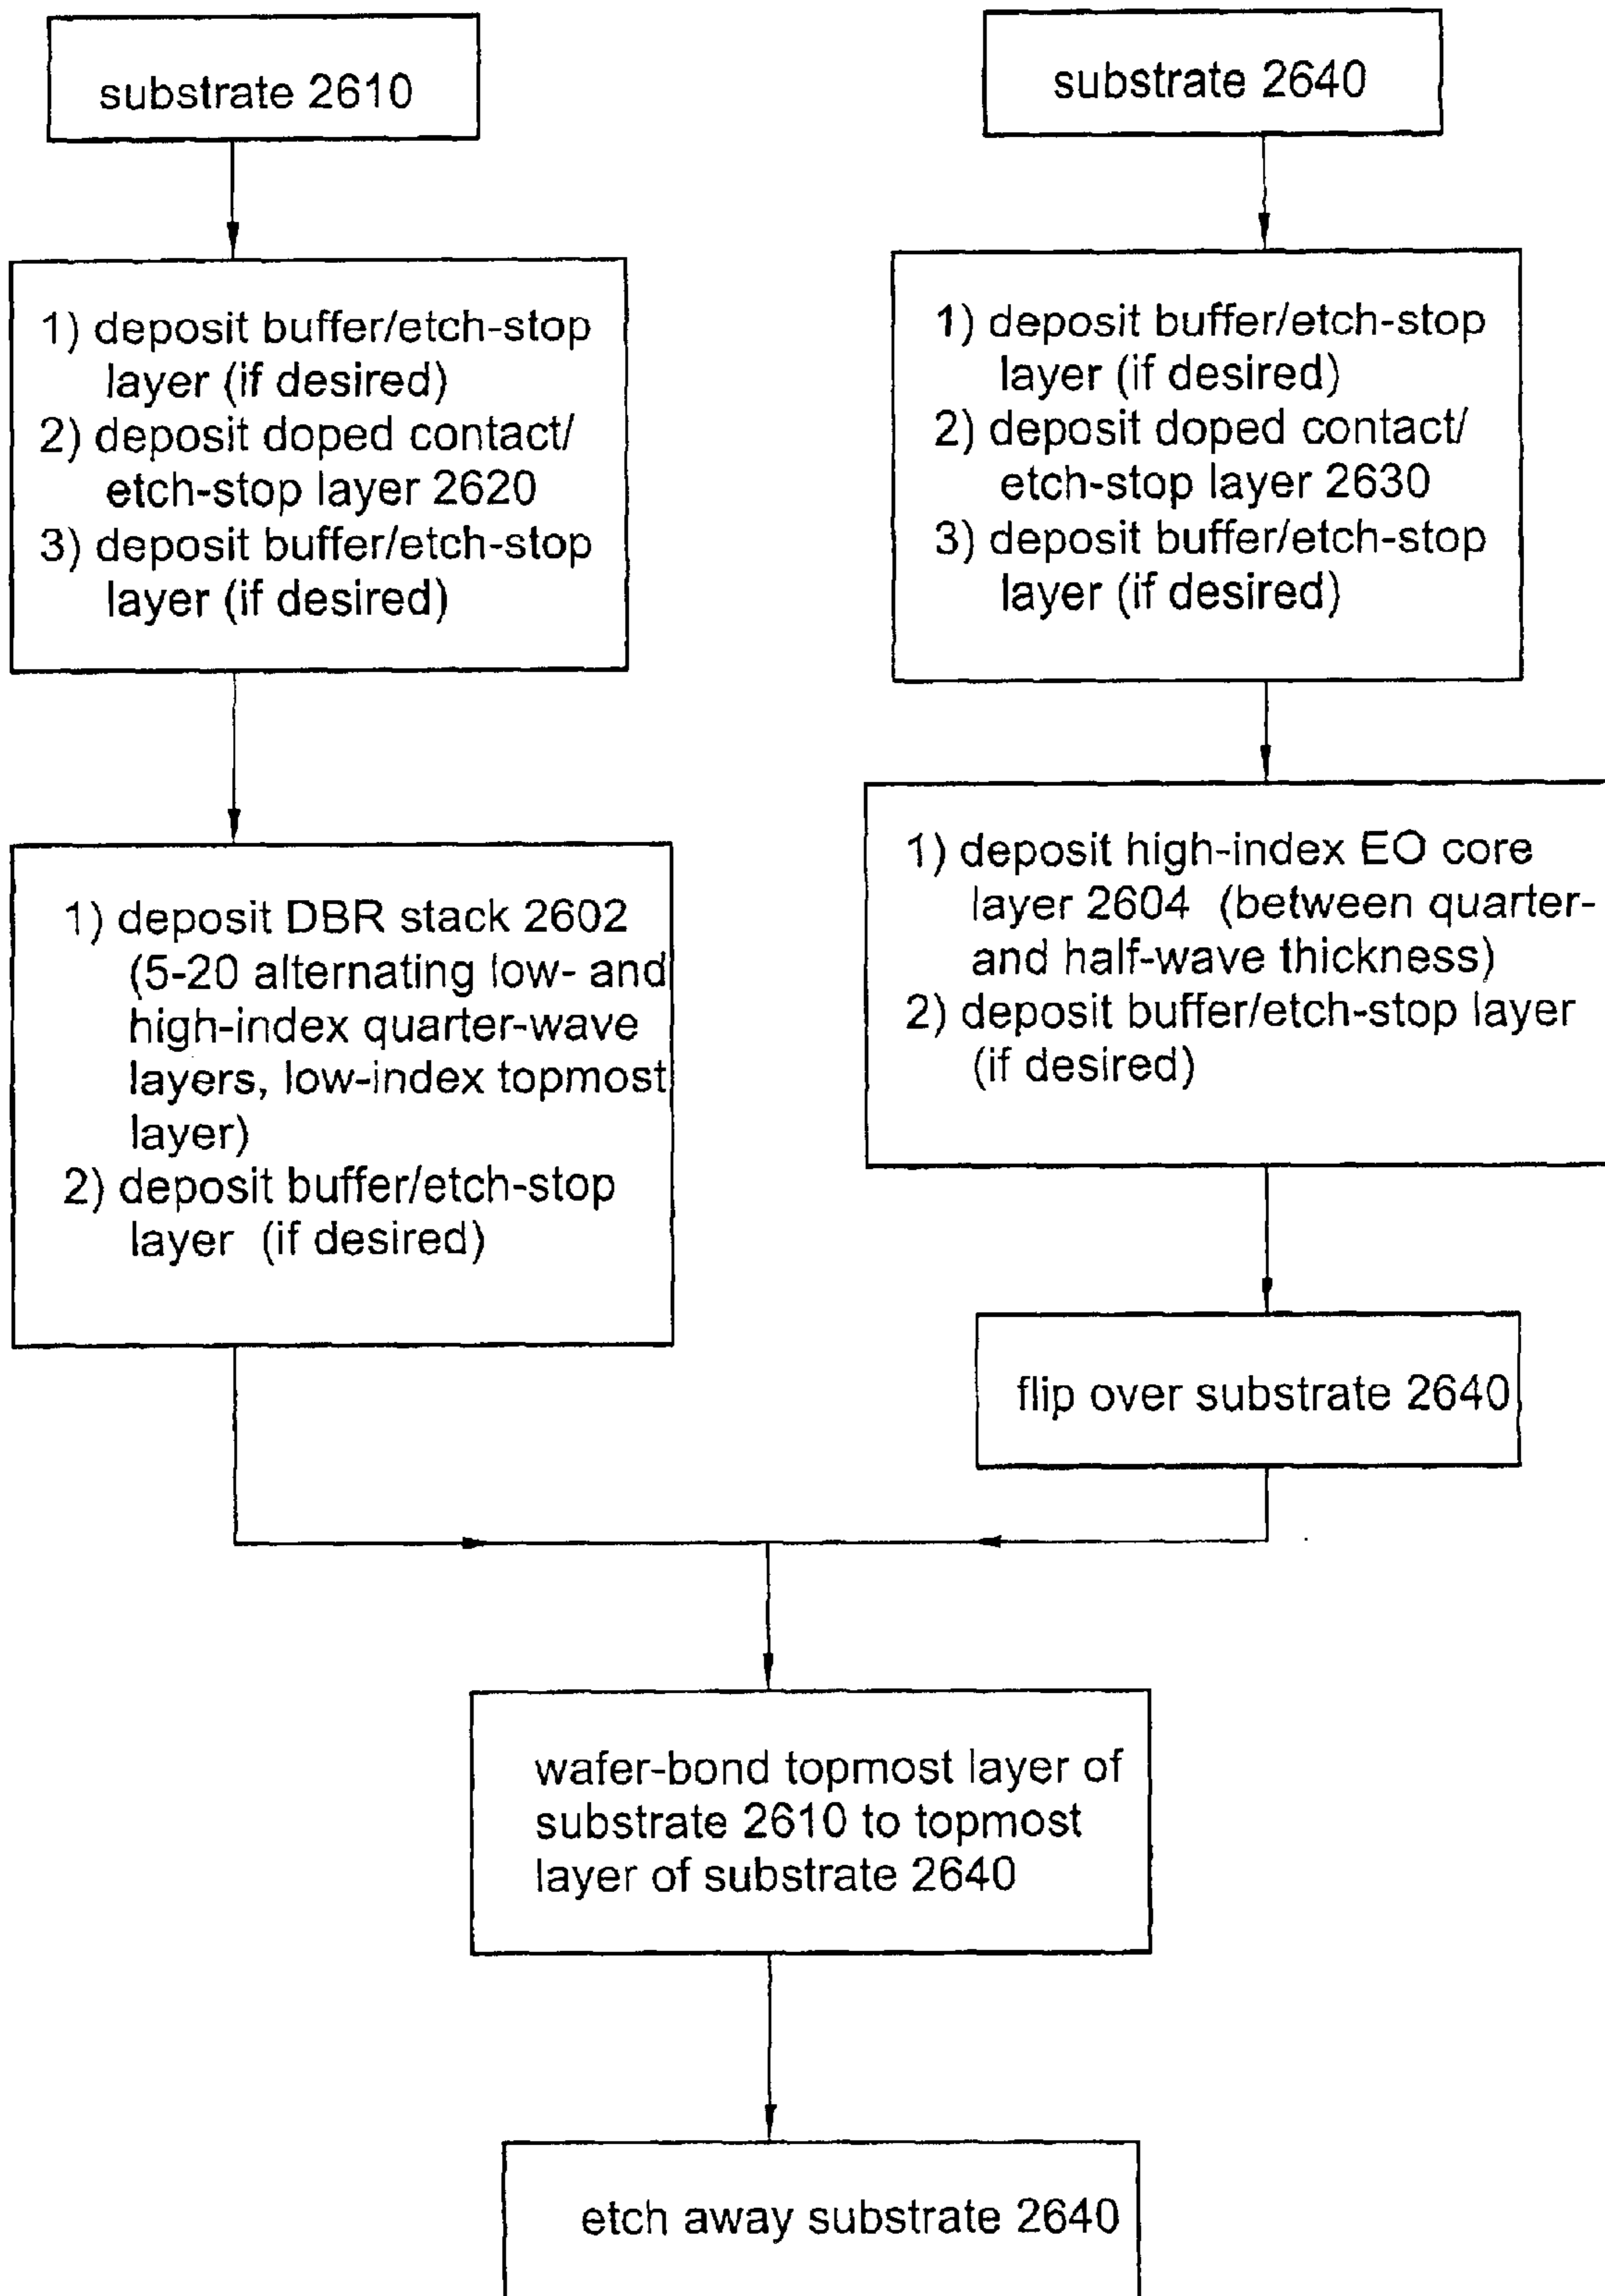 substrate 2610
substrate 2640
1) deposit buffer/etch-stop
layer (if desired)
2) deposit doped contact/
etch-stop layer 2620
3) deposit buffer/etch-stop
layer (if desired)
1) deposit buffer/etch-stop
layer (if desired)
2) deposit doped contact/
etch-stop layer 2630
3) deposit buffer/etch-stop
layer (if desired)
1) deposit DBR stack 2602
(5-20 alternating low- and
high-index quarter-wave
layers, low-index topmost
layer)
2) deposit buffer/etch-stop
layer (if desired)
1) deposit high-index EO core
layer 2604 (between quarter-
and half-wave thickness)
2) deposit buffer/etch-stop layer
(if desired)
flip over substrate 2640
wafer-bond topmost layer of
substrate 2610 to topmost
layer of substrate 2640
etch away substrate 2640